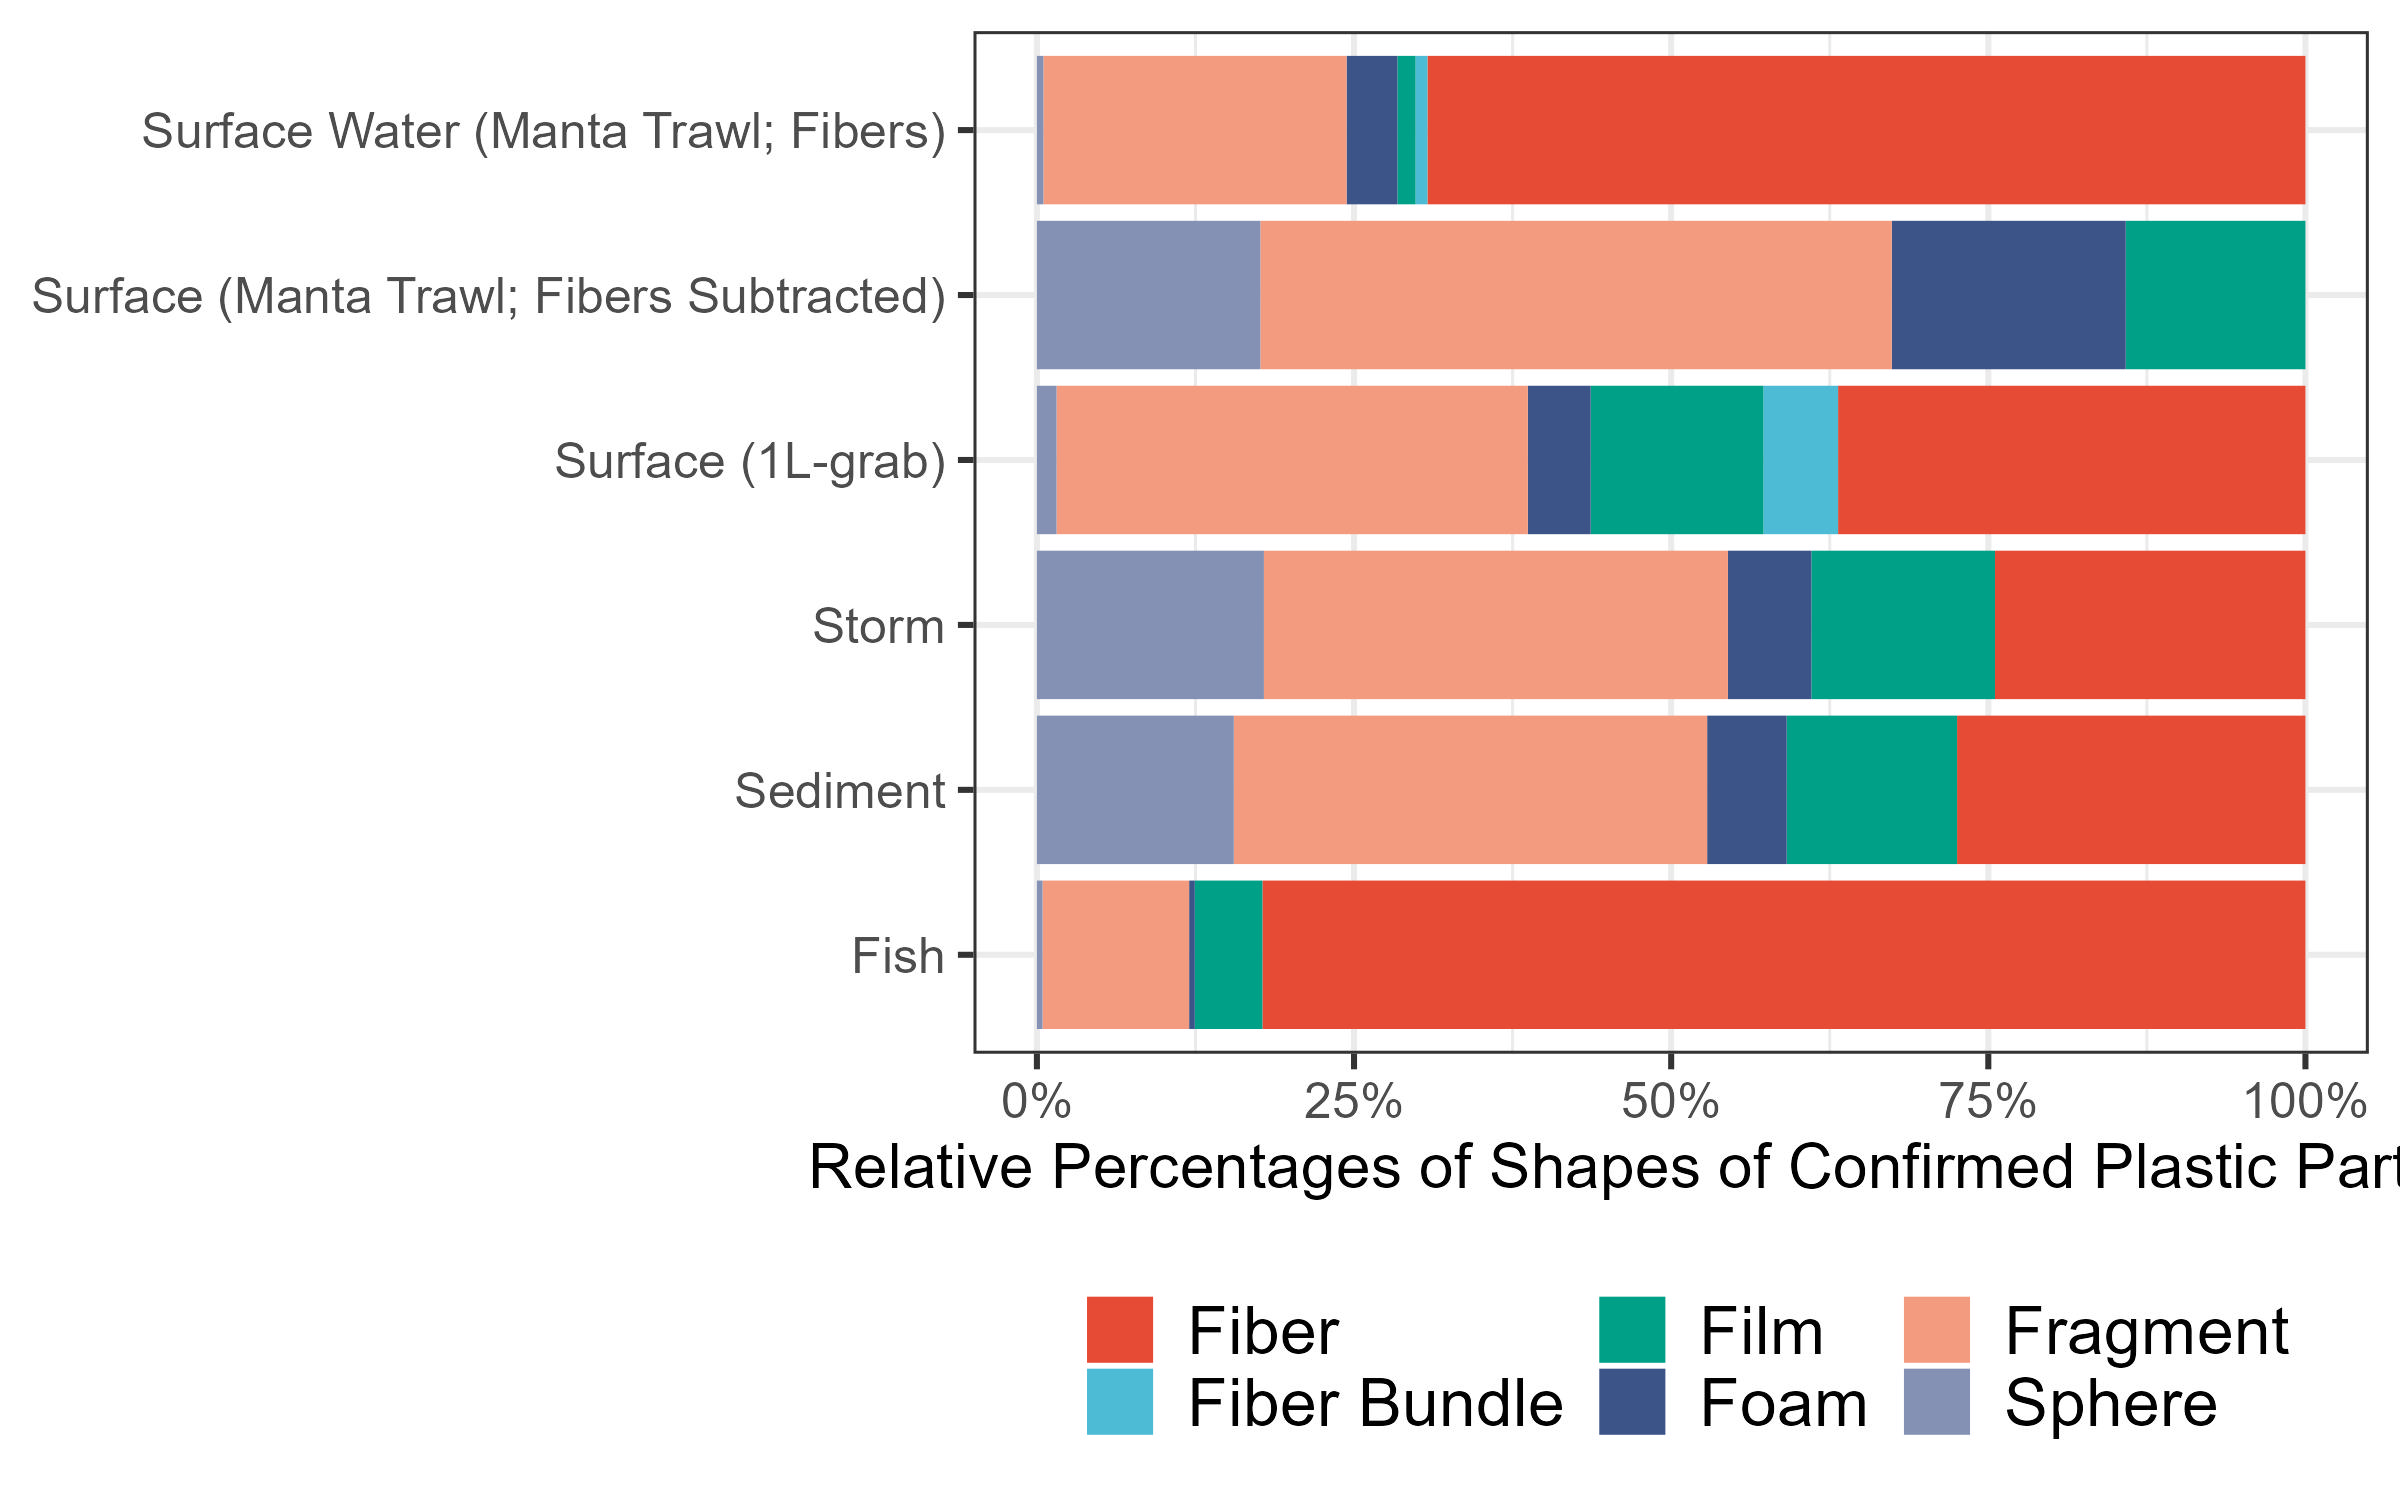 Surface Water (Manta Trawl; Fibers)
Surface (Manta Trawl; Fibers Subtracted)
Surface (1L-grab)
Storm
Sediment
Fish
0% 25% 50% 75% 100%
Relative Percentages of Shapes of Confirmed Plastic Part
Fiber Film Fragment
Fiber Bundle Foam Sphere